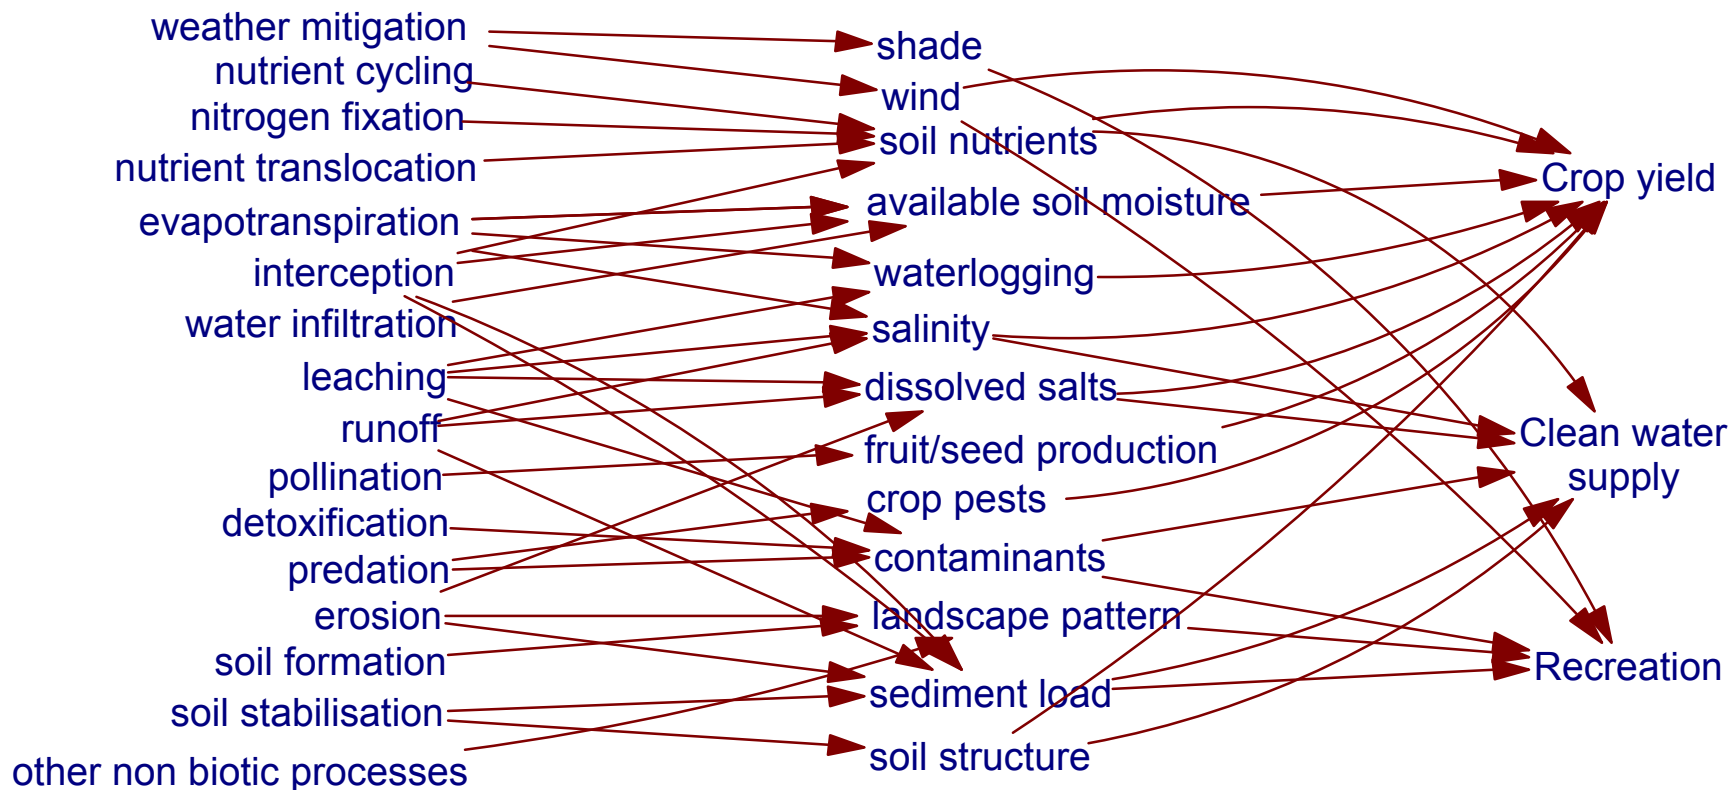 weather mitigation
nutrient cycling
nitrogen fixation
nutrient translocation
evapotranspiration
interception
water infiltration
leaching
runoff
pollination
detoxification
predation
erosion
soil formation
soil stabilisation
other non biotic processes
shade
wind
soil nutrients
available soil moisture
waterlogging
salinity
dissolved salts
fruit/seed production
crop pests
contaminants
landscape pattern
sediment load
soil structure
Crop yield
Clean water
supply
Recreation